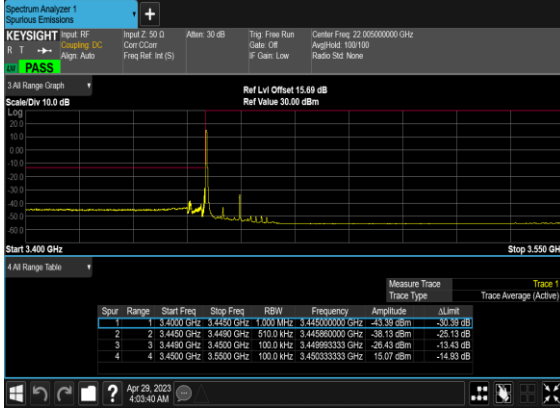 Spectrum Analyzer 1
Spurious Emissions
+
KEYSIGHT Input: RF Input Z: 50 Ω Atten: 30 dB Trig: Free Run Center Freq: 22.005000000 GHz
R T Coupling: DC Corr CCorr Gate: Off Avg|Hold: 100/100
Align: Auto Freq Ref: Int (S) IF Gain: Low Radio Std: None
LXI PASS
3 All Range Graph
Ref Lvl Offset 15.69 dB
Scale/Div 10.0 dB Ref Value 30.00 dBm
Log
20.0
10.0
0.00
-10.0
-20.0
-30.0
-40.0
-50.0
-60.0
Start 3.400 GHz Stop 3.550 GH
4 All Range Table
Measure Trace Trace 1
Trace Type Trace Average (Active)
Spur Range Start Freq Stop Freq RBW Frequency Amplitude ΔLimit
1 1 3.4000 GHz 3.4450 GHz 1.000 MHz 3.445000000 GHz -43.39 dBm -30.39 dB
2 2 3.4450 GHz 3.4490 GHz 510.0 kHz 3.445860000 GHz -38.13 dBm -25.13 dB
3 3 3.4490 GHz 3.4500 GHz 100.0 kHz 3.449993333 GHz -26.43 dBm -13.43 dB
4 4 3.4500 GHz 3.5500 GHz 100.0 kHz 3.450333333 GHz 15.07 dBm -14.93 dB
? Apr 29, 2023
4:03:40 AM